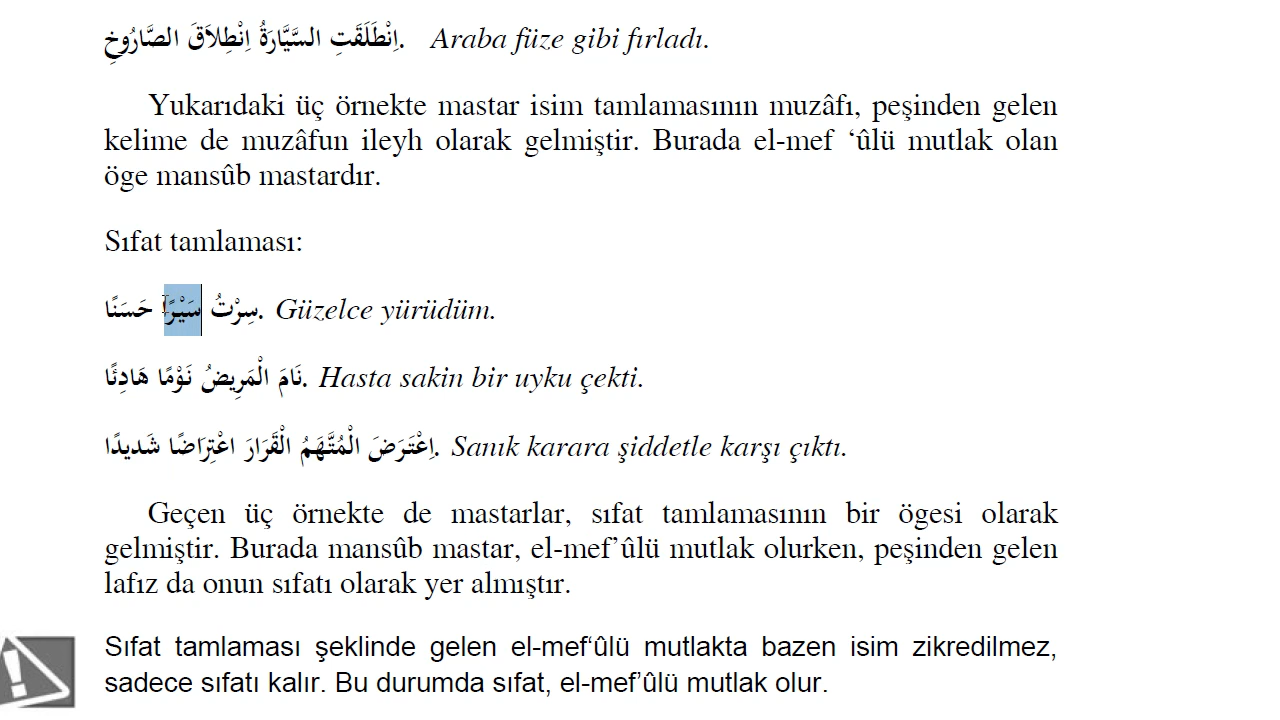 اِنْطَلَقَتِ السَّيَّارَةُ اِنْطِلاَقَ الصَّارُوخِ. Araba füze gibi fırladı.
Yukarıdaki üç örnekte mastar isim tamlamasının muzâfı, peşinden gelen
kelime de muzâfun ileyh olarak gelmiştir. Burada el-mef ‘ûlü mutlak olan
öge mansûb mastardır.
Sıfat tamlaması:
سِرْتُ سَيْرًا حَسَنًا. Güzelce yürüdüm.
نَامَ الْمَرِيضُ نَوْمًا هَادِئًا. Hasta sakin bir uyku çekti.
اِعْتَرَضَ الْمُتَّهَمُ الْقَرَارَ اعْتِرَاضًا شَديدًا. Sanık karara şiddetle karşı çıktı.
Geçen üç örnekte de mastarlar, sıfat tamlamasının bir ögesi olarak
gelmiştir. Burada mansûb mastar, el-mef’ûlü mutlak olurken, peşinden gelen
lafız da onun sıfatı olarak yer almıştır.
Sıfat tamlaması şeklinde gelen el-mef‘ûlü mutlakta bazen isim zikredilmez,
sadece sıfatı kalır. Bu durumda sıfat, el-mef’ûlü mutlak olur.